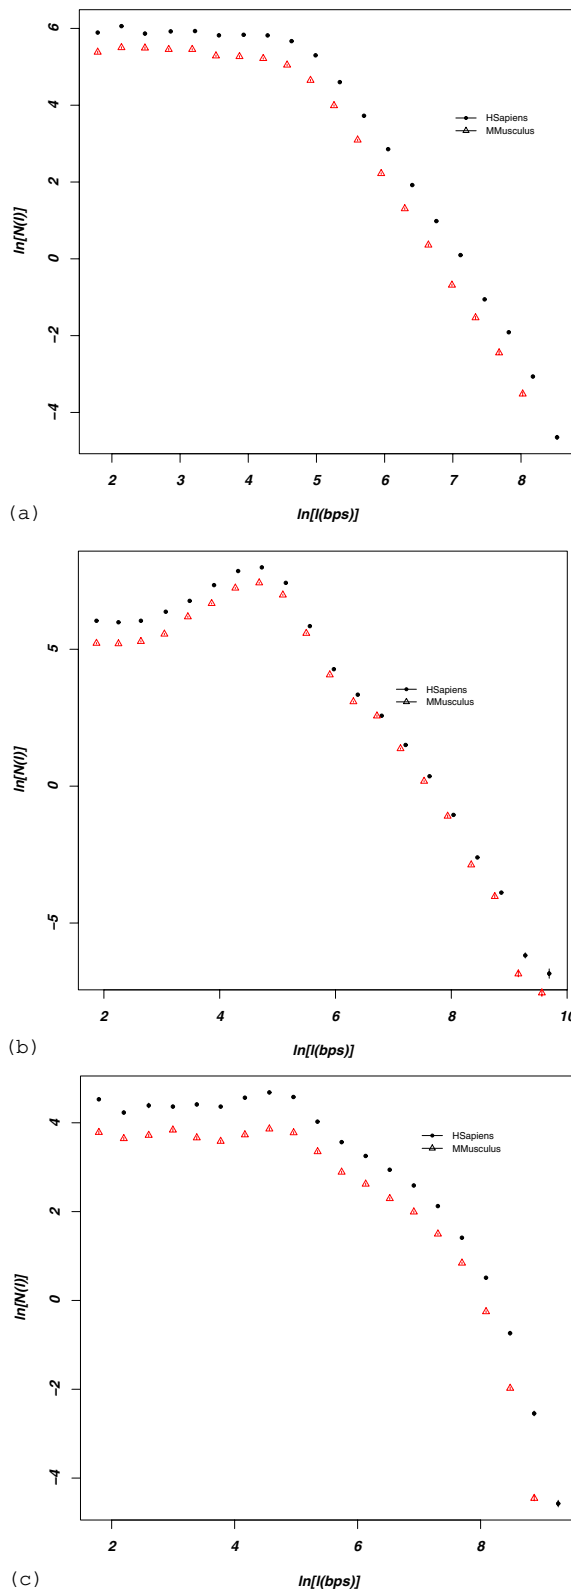 6
4
2
0
−2
−4
ln[N(l)]
HSapiens
MMusculus
2 3 4 5 6 7 8
(a) ln[l(bps)]
5
0
−5
ln[N(l)]
HSapiens
MMusculus
2 4 6 8 10
(b) ln[l(bps)]
4
2
0
−2
−4
ln[N(l)]
HSapiens
MMusculus
2 4 6 8
(c) ln[l(bps)]